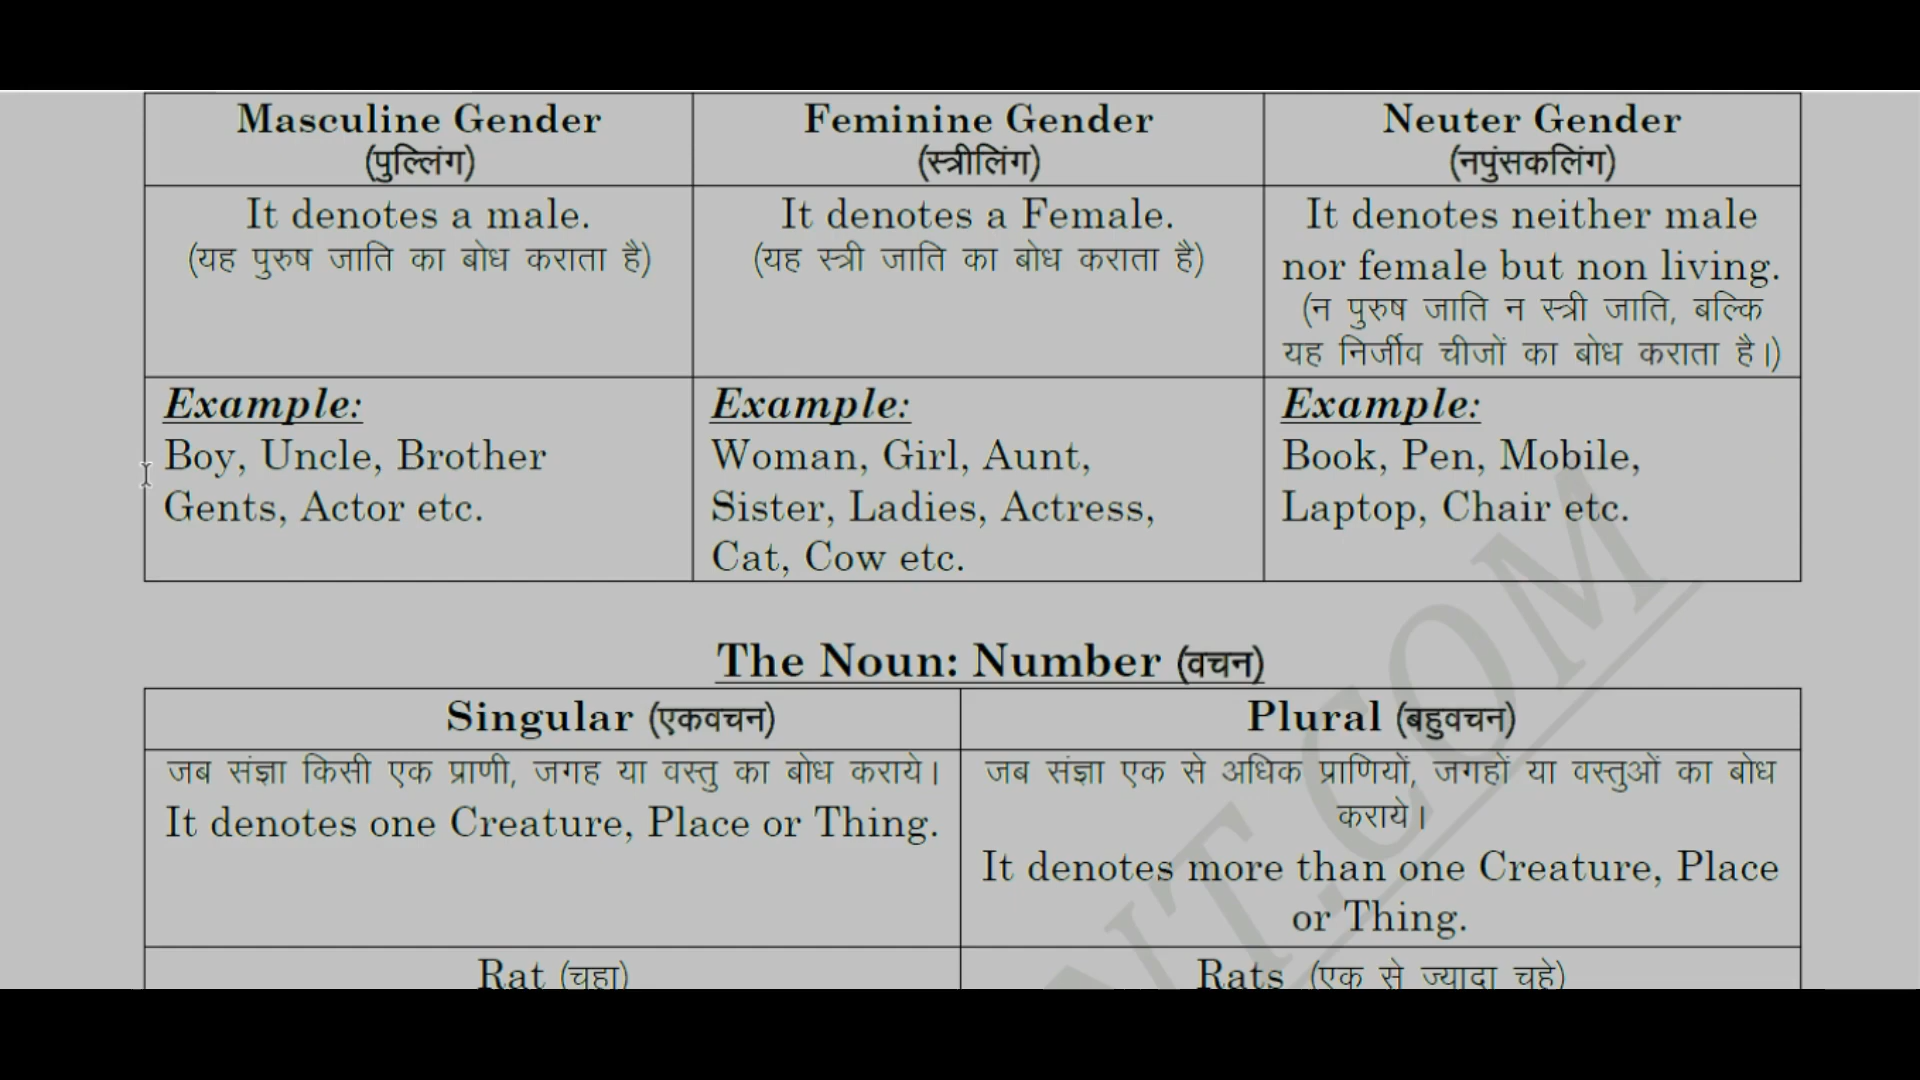 Masculine Gender
(पुल्लिंग)
Feminine Gender
(स्त्रीलिंग)
Neuter Gender
(नपुंसकलिंग)
It denotes a male.
(यह पुरुष जाति का बोध कराता है)
It denotes a Female.
(यह स्त्री जाति का बोध कराता है)
It denotes neither male
nor female but non living.
(न पुरुष जाति न स्त्री जाति, बल्कि
यह निर्जीव चीजों का बोध कराता है।)
Example:
Boy, Uncle, Brother
Gents, Actor etc.
Example:
Woman, Girl, Aunt,
Sister, Ladies, Actress,
Cat, Cow etc.
Example:
Book, Pen, Mobile,
Laptop, Chair etc.
The Noun: Number (वचन)
Singular (एकवचन)
Plural (बहुवचन)
जब संज्ञा किसी एक प्राणी, जगह या वस्तु का बोध कराये।
It denotes one Creature, Place or Thing.
जब संज्ञा एक से अधिक प्राणियों, जगहों या वस्तुओं का बोध
कराये।
It denotes more than one Creature, Place
or Thing.
Rat (चूहा)
Rats (एक से ज्यादा चूहे)
NT.COM